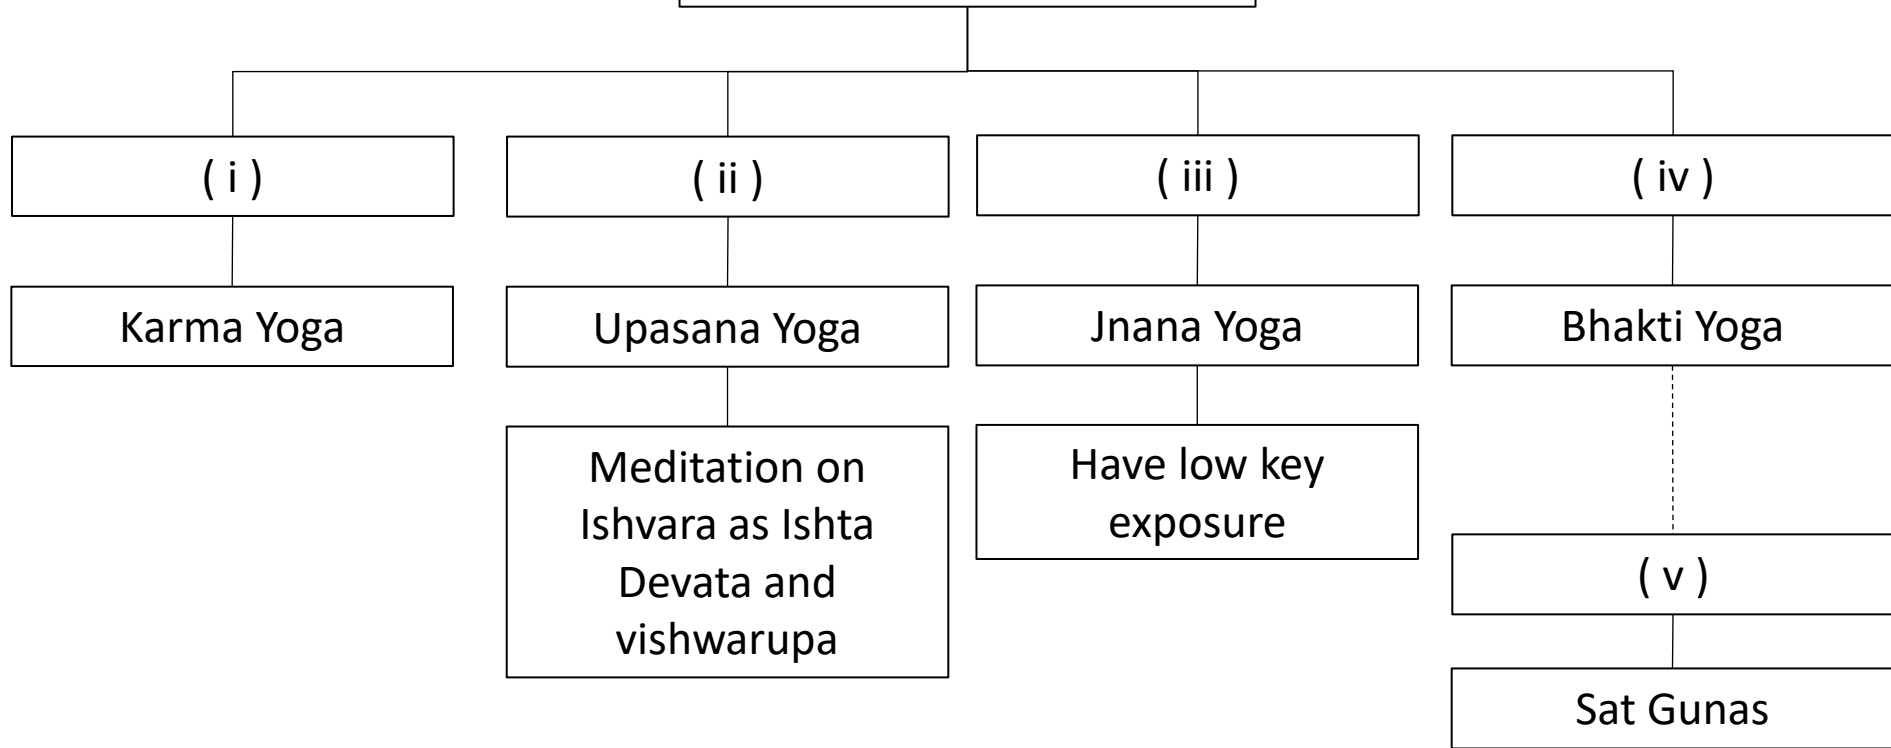 ( i )
( ii )
( iii )
( iv )
Karma Yoga
Upasana Yoga
Jnana Yoga
Bhakti Yoga
Meditation on
Ishvara as Ishta
Devata and
vishwarupa
Have low key
exposure
( v )
Sat Gunas